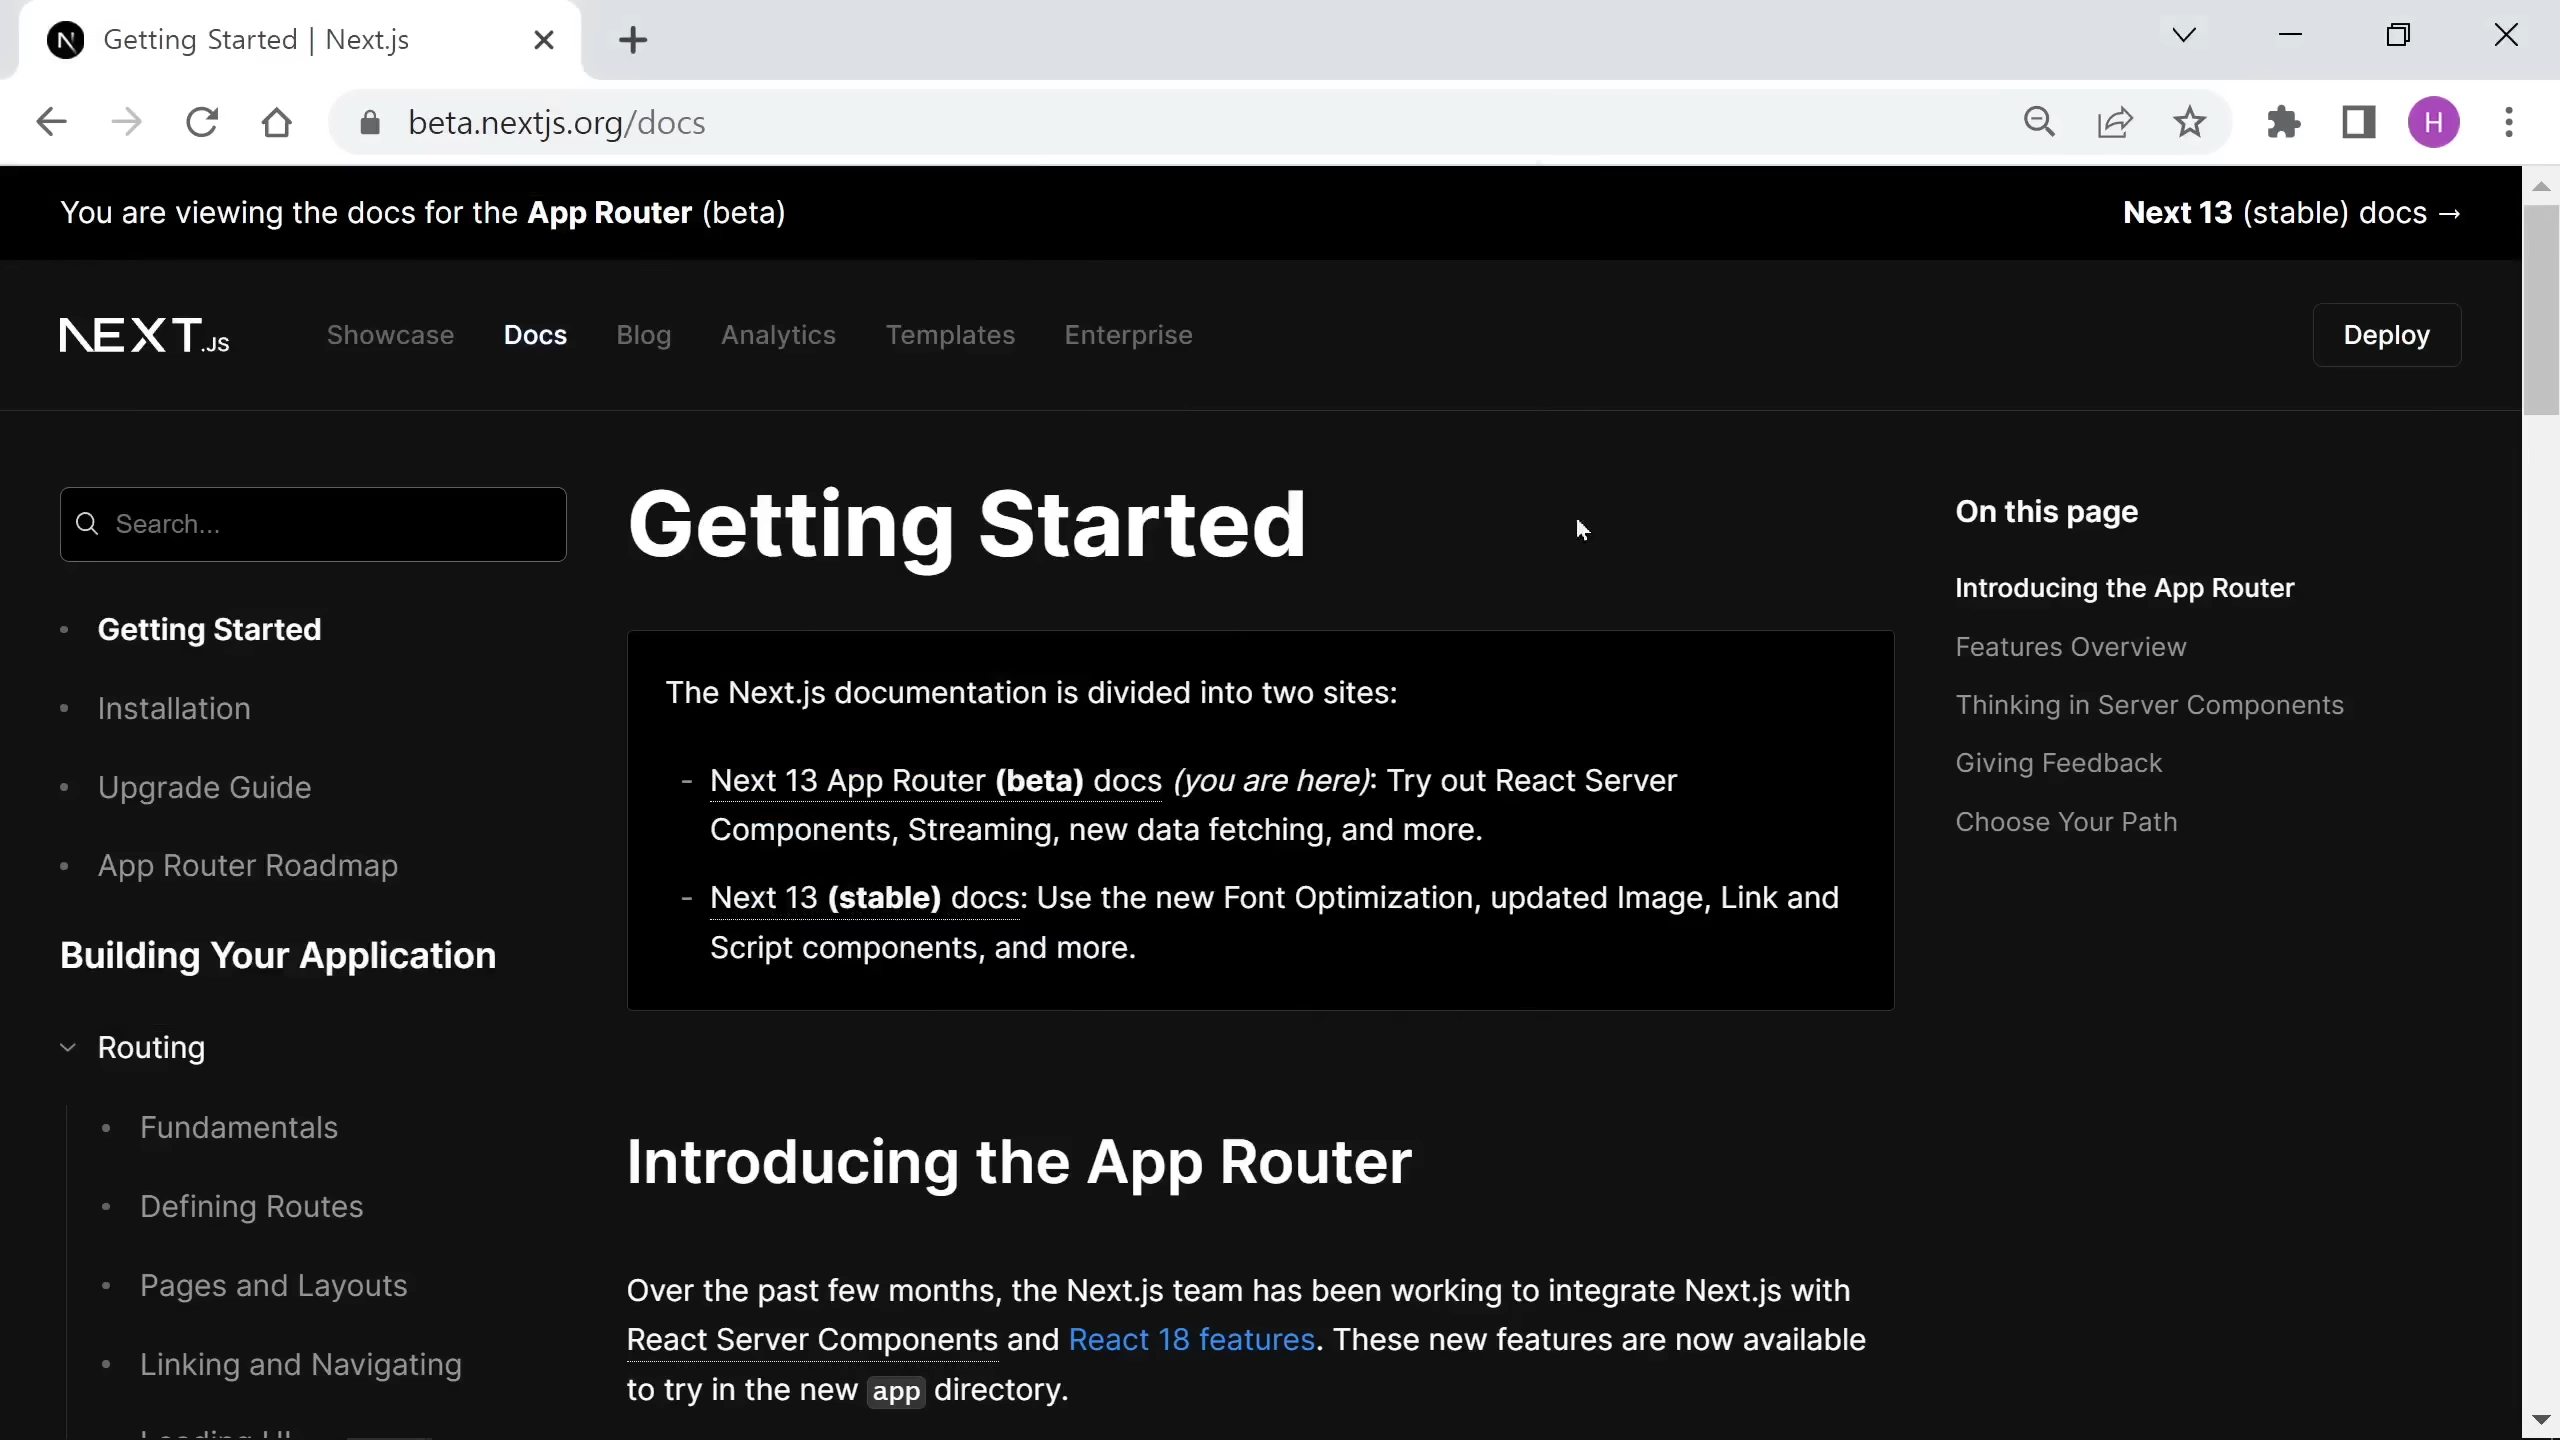 Getting Started | Next.js
beta.nextjs.org/docs
H
You are viewing the docs for the App Router (beta)
Next 13 (stable) docs →
NEXT.JS
Showcase
Docs
Blog
Analytics
Templates
Enterprise
Deploy
Search...
Getting Started
Installation
Upgrade Guide
App Router Roadmap
Building Your Application
Routing
Fundamentals
Defining Routes
Pages and Layouts
Linking and Navigating
Getting Started
The Next.js documentation is divided into two sites:
- Next 13 App Router (beta) docs (you are here): Try out React Server
Components, Streaming, new data fetching, and more.
- Next 13 (stable) docs: Use the new Font Optimization, updated Image, Link and
Script components, and more.
Introducing the App Router
Over the past few months, the Next.js team has been working to integrate Next.js with
React Server Components and React 18 features. These new features are now available
to try in the new app directory.
On this page
Introducing the App Router
Features Overview
Thinking in Server Components
Giving Feedback
Choose Your Path